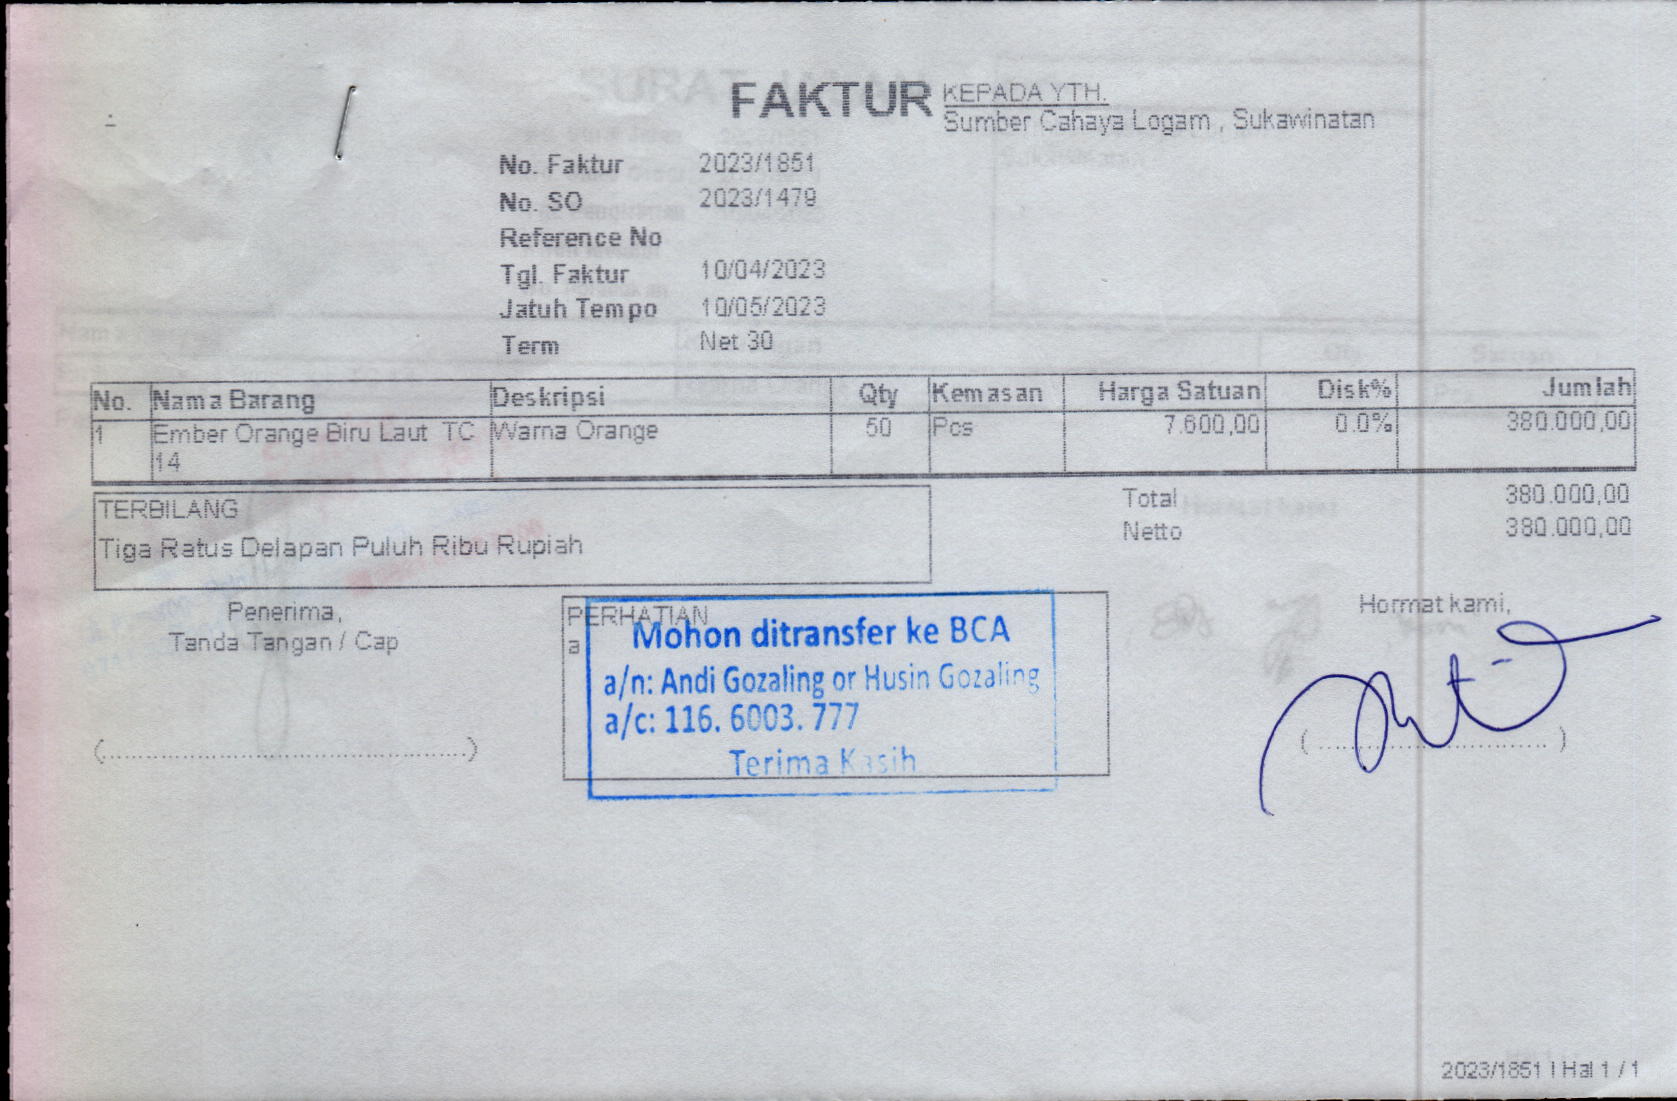 FAKTUR
KEPADA YTH.
Sumber Cahaya Logam , Sukawinatan
No. Faktur 2023/1851
No. SO 2023/1479
Reference No
Tgl. Faktur 10/04/2023
Jatuh Tempo 10/05/2023
Term Net 30
No. Nama Barang Deskripsi Qty Kemasan Harga Satuan Disk% Jumlah
1 Ember Orange Biru Laut TC Warna Orange 50 Pcs 7.600,00 0.0% 380.000,00
14
TERBILANG
Tiga Ratus Delapan Puluh Ribu Rupiah
Total 380.000,00
Netto 380.000,00
Penerima,
Tanda Tangan / Cap
(...............................................)
PERHATIAN
a
Mohon ditransfer ke BCA
a/n: Andi Gozaling or Husin Gozaling
a/c: 116. 6003. 777
Terima Kasih
Hormat kami,
( ............................. )
2023/1851 | Hal 1 / 1